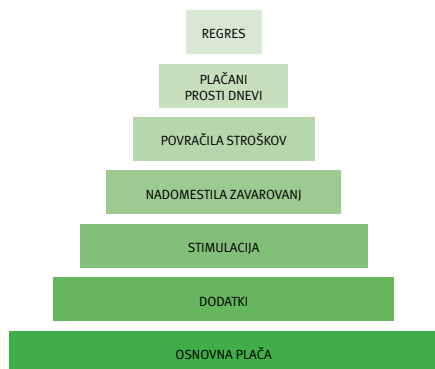 REGRES
PLAČANI
PROSTI DNEVI
POVRAČILA STROŠKOV
NADOMESTILA ZAVAROVANJ
STIMULACIJA
DODATKI
OSNOVNA PLAČA